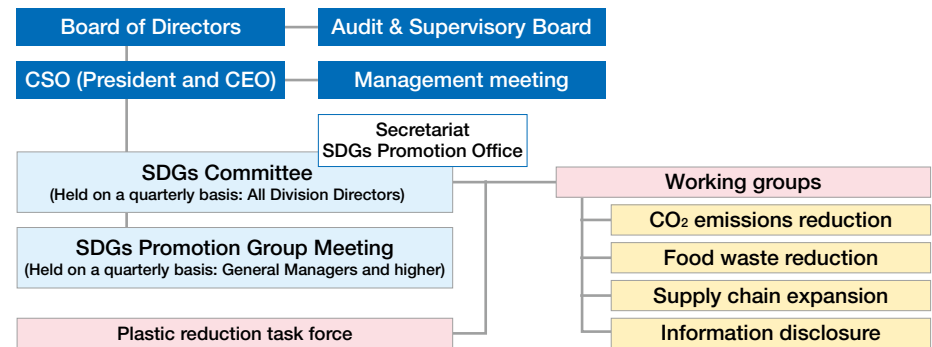 Board of Directors
Audit & Supervisory Board
CSO (President and CEO)
Management meeting
Secretariat
SDGs Promotion Office
SDGs Committee
(Held on a quarterly basis: All Division Directors)
Working groups
CO₂ emissions reduction
SDGs Promotion Group Meeting
(Held on a quarterly basis: General Managers and higher)
Food waste reduction
Supply chain expansion
Plastic reduction task force
Information disclosure